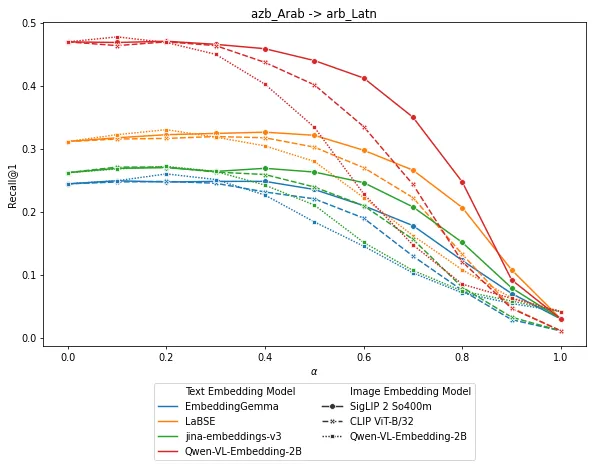 azb_Arab -> arb_Latn
Recall@1
0.5
0.4
0.3
0.2
0.1
0.0
0.0 0.2 0.4 0.6 0.8 1.0
α
Text Embedding Model Image Embedding Model
EmbeddingGemma SigLIP 2 So400m
LaBSE CLIP ViT-B/32
jina-embeddings-v3 Qwen-VL-Embedding-2B
Qwen-VL-Embedding-2B